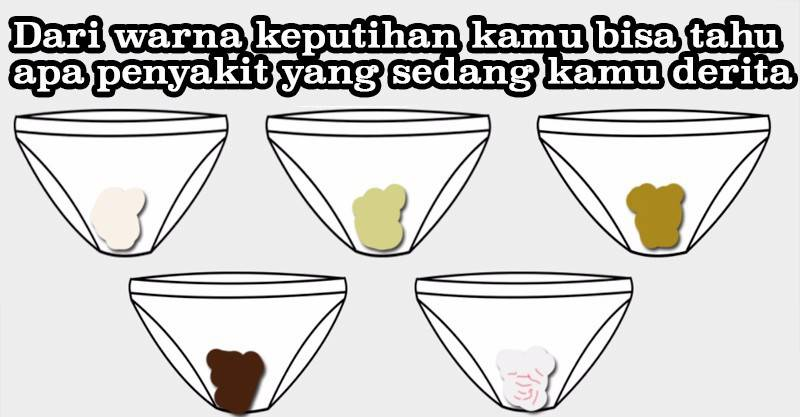 Dari warna keputihan kamu bisa tahu
apa penyakit yang sedang kamu derita